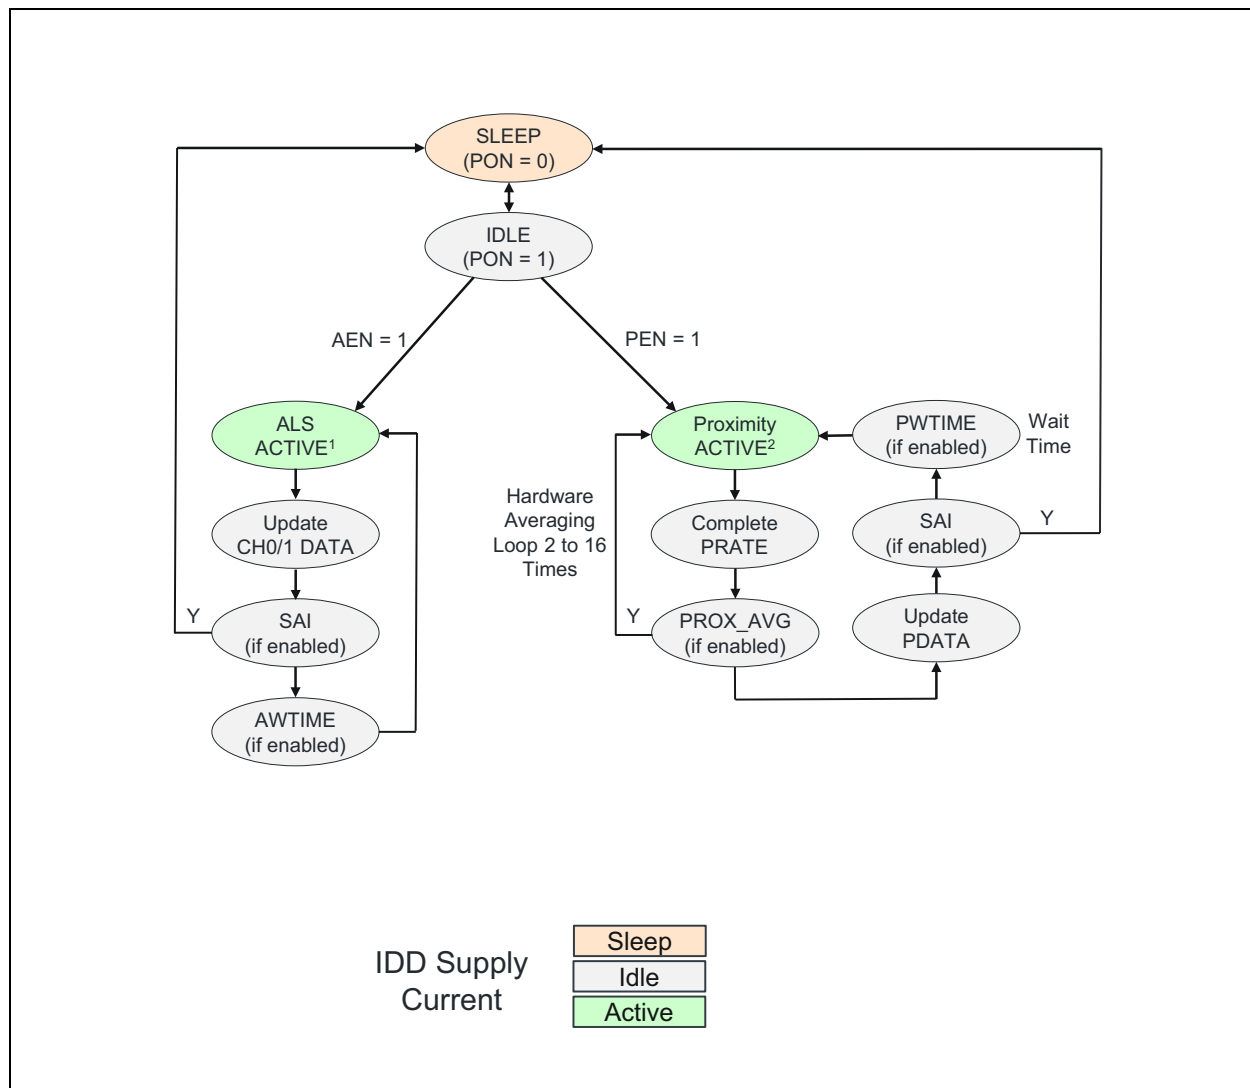 SLEEP
(PON = 0)
IDLE
(PON = 1)
AEN = 1
PEN = 1
ALS
ACTIVE1
Update
CH0/1 DATA
Y
SAI
(if enabled)
AWTIME
(if enabled)
Hardware
Averaging
Loop 2 to 16
Times
Proximity
ACTIVE2
Complete
PRATE
Y
PROX_AVG
(if enabled)
PWTIME
(if enabled)
Wait
Time
SAI
(if enabled)
Y
Update
PDATA
IDD Supply
Current
Sleep
Idle
Active